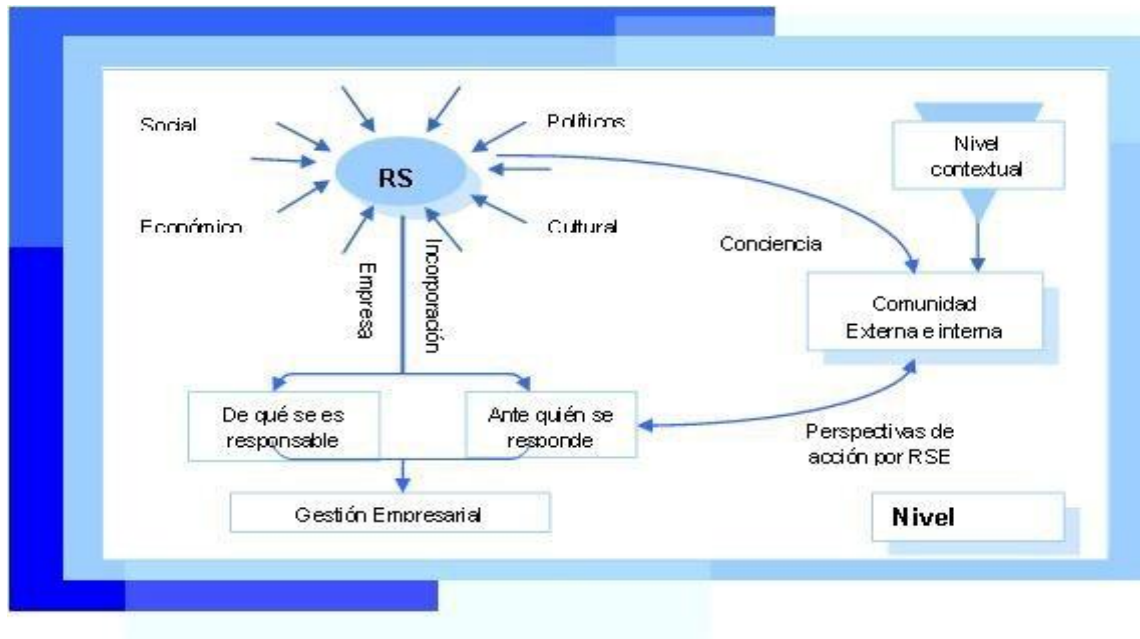 Social
Políticos
Nivel
contextual
RS
Económico
Cultural
Conciencia
Empresa
Incorporación
Comunidad
Externa e interna
De qué se es
responsable
Ante quién se
responde
Perspectivas de
acción por RSE
Gestión Empresarial
Nivel